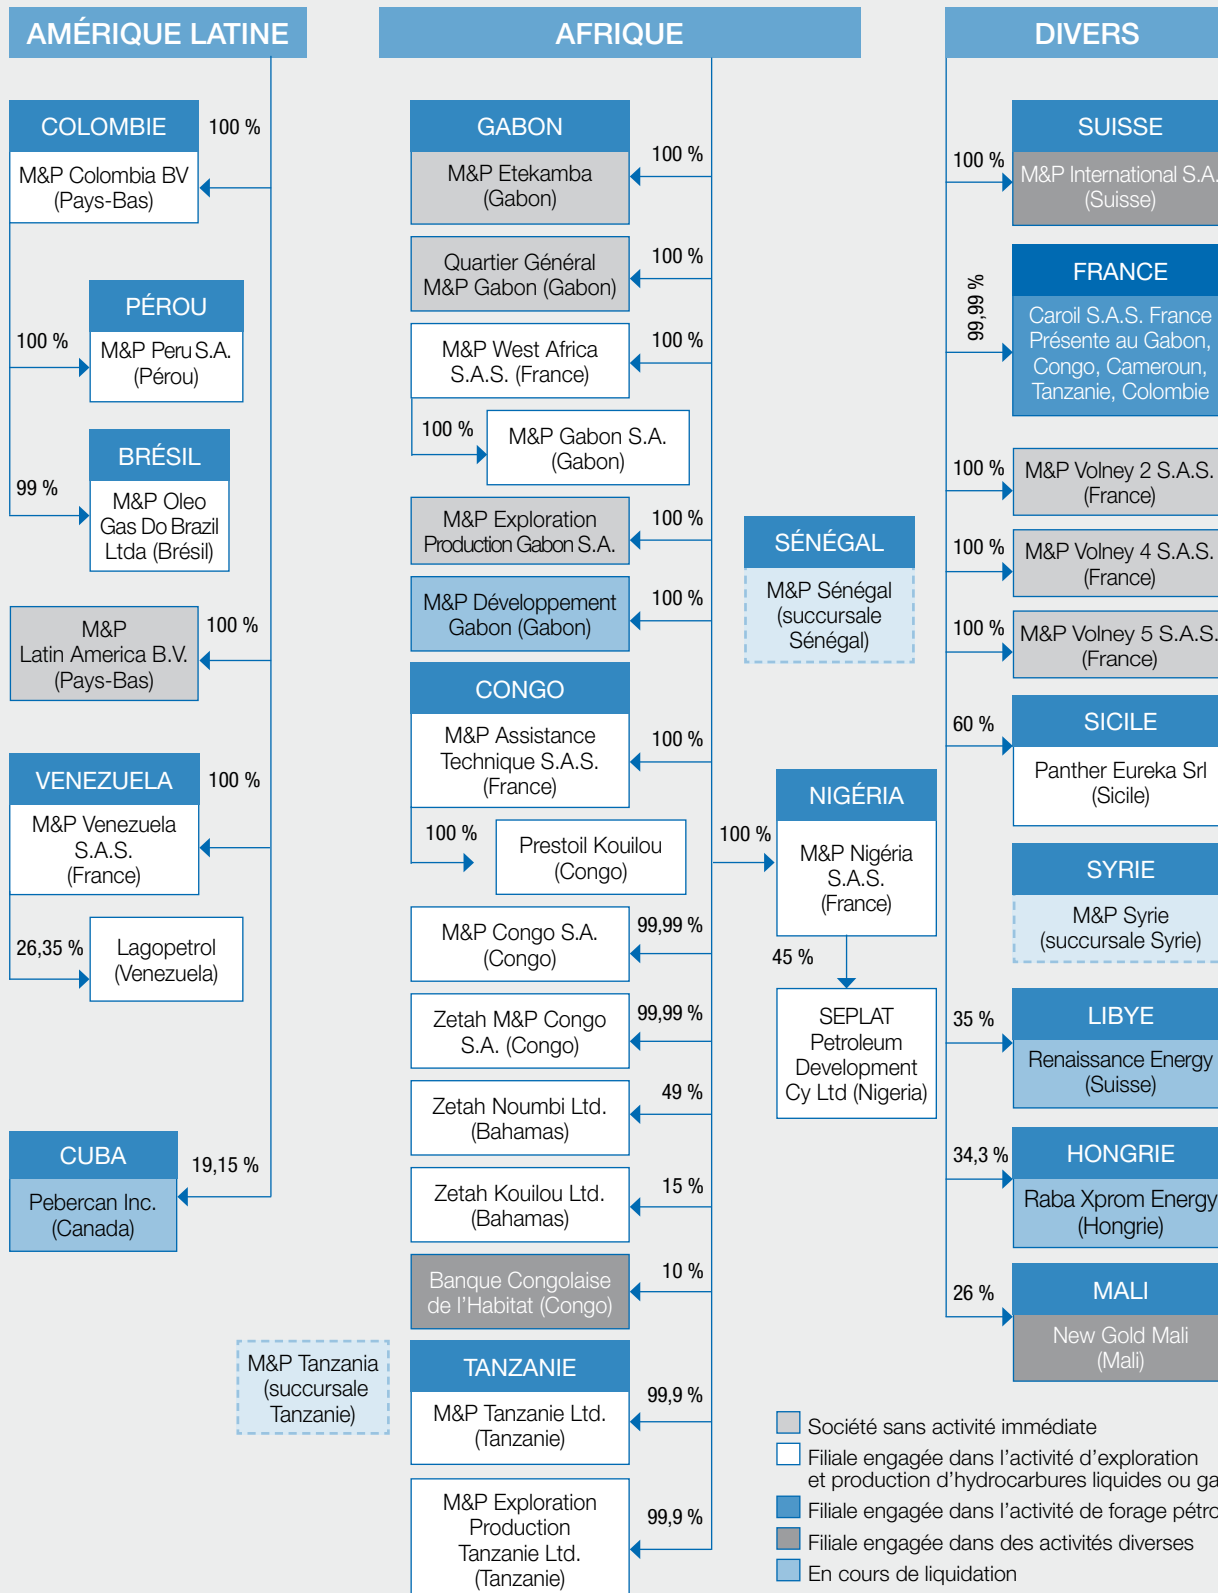 AMÉRIQUE LATINE
COLOMBIE
100 %
M&P Colombia BV
(Pays-Bas)
PÉROU
100 %
M&P Peru S.A.
(Pérou)
BRÉSIL
99 %
M&P Oleo
Gas Do Brazil
Ltda (Brésil)
M&P
Latin America B.V.
(Pays-Bas)
100 %
VENEZUELA
100 %
M&P Venezuela
S.A.S.
(France)
26,35 %
Lagopetrol
(Venezuela)
CUBA
19,15 %
Pebercan Inc.
(Canada)
AFRIQUE
GABON
100 %
M&P Etekamba
(Gabon)
Quartier Général
M&P Gabon (Gabon)
100 %
M&P West Africa
S.A.S. (France)
100 %
100 %
M&P Gabon S.A.
(Gabon)
M&P Exploration
Production Gabon S.A.
100 %
M&P Développement
Gabon (Gabon)
100 %
SÉNÉGAL
M&P Sénégal
(succursale
Sénégal)
CONGO
M&P Assistance
Technique S.A.S.
(France)
100 %
100 %
Prestoil Kouilou
(Congo)
100 %
NIGÉRIA
M&P Nigéria
S.A.S.
(France)
45 %
SEPLAT
Petroleum
Development
Cy Ltd (Nigeria)
M&P Congo S.A.
(Congo)
99,99 %
Zetah M&P Congo
S.A. (Congo)
99,99 %
Zetah Noumbi Ltd.
(Bahamas)
49 %
Zetah Kouilou Ltd.
(Bahamas)
15 %
Banque Congolaise
de l'Habitat (Congo)
10 %
M&P Tanzania
(succursale
Tanzanie)
TANZANIE
M&P Tanzanie Ltd.
(Tanzanie)
99,9 %
M&P Exploration
Production
Tanzanie Ltd.
(Tanzanie)
99,9 %
DIVERS
SUISSE
100 %
M&P International S.A.
(Suisse)
FRANCE
99,99 %
Caroil S.A.S. France
Présente au Gabon,
Congo, Cameroun,
Tanzanie, Colombie
100 %
M&P Volney 2 S.A.S.
(France)
100 %
M&P Volney 4 S.A.S.
(France)
100 %
M&P Volney 5 S.A.S.
(France)
60 %
SICILE
Panther Eureka Srl
(Sicile)
SYRIE
M&P Syrie
(succursale Syrie)
35 %
LIBYE
Renaissance Energy
(Suisse)
34,3 %
HONGRIE
Raba Xprom Energy
(Hongrie)
26 %
MALI
New Gold Mali
(Mali)
Société sans activité immédiate
Filiale engagée dans l'activité d'exploration
et production d'hydrocarbures liquides ou
Filiale engagée dans l'activité de forage
Filiale engagée dans des activités diverses
En cours de liquidation